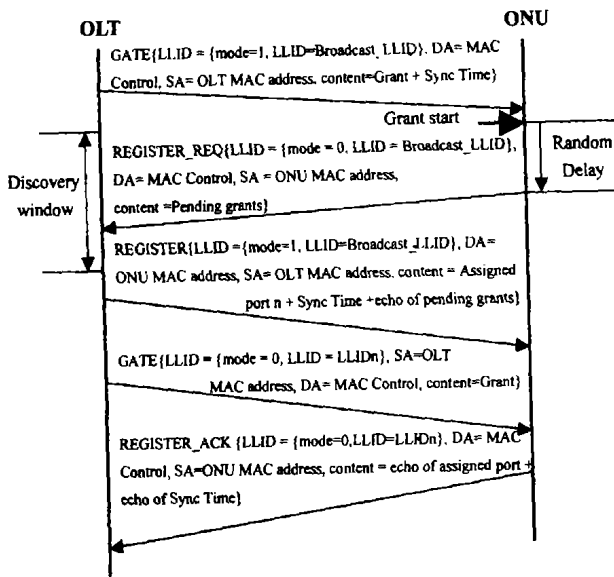 OLT
ONU
GATE{LLID = {mode=1, LLID=Broadcast_LLID}. DA= MAC
Control, SA= OLT MAC address. content=Grant + Sync Time}
Grant start
REGISTER_REQ{LLID = {mode = 0, LLID = Broadcast_LLID},
DA= MAC Control, SA = ONU MAC address,
content =Pending grants}
Random
Delay
Discovery
window
REGISTER{LLID ={mode=1, LLID=Broadcast_LLID}, DA=
ONU MAC address, SA= OLT MAC address. content = Assigned
port n + Sync Time +echo of pending grants}
GATE{LLID = {mode = 0, LLID = LLIDn}, SA=OLT
MAC address, DA= MAC Control, content=Grant}
REGISTER_ACK {LLID = {mode=0,LLID=LLIDn}, DA= MAC
Control, SA=ONU MAC address, content = echo of assigned port +
echo of Sync Time}